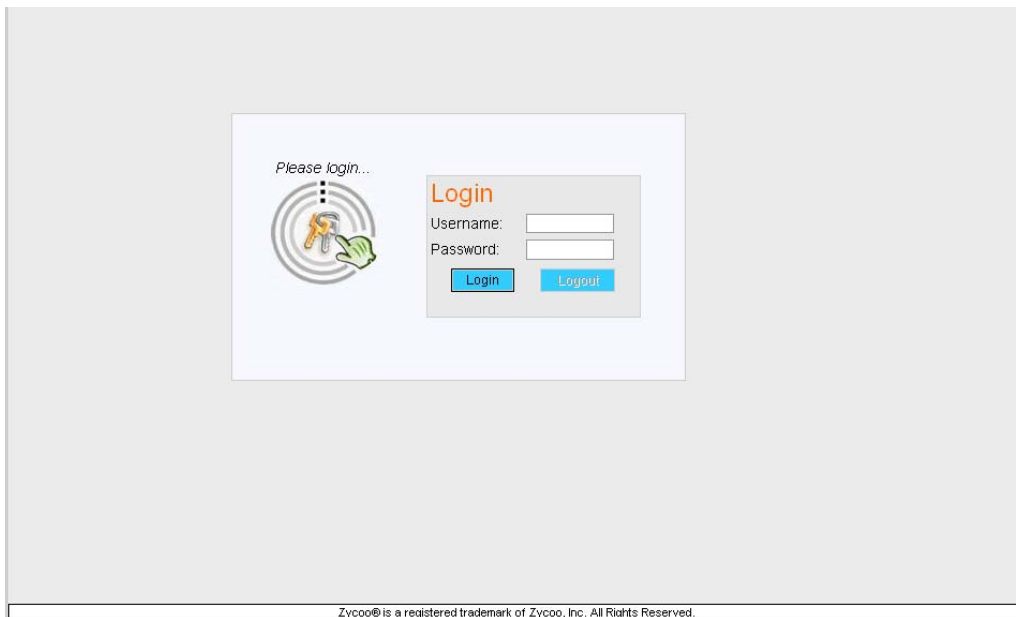 Please login...
Login
Username:
Password:
Login Logout
Zycoo® is a registered trademark of Zycoo, Inc. All Rights Reserved.